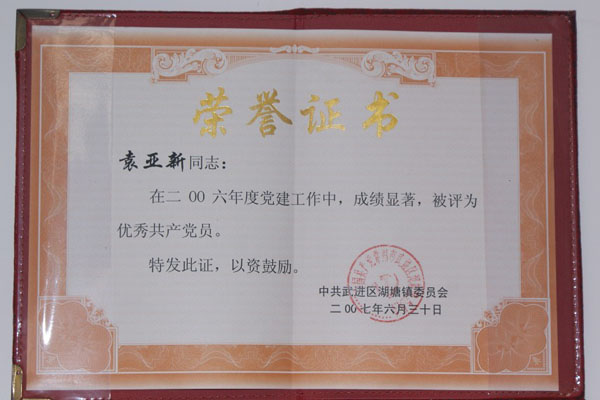 荣誉证书
袁亚新同志：
在二00六年度党建工作中，成绩显著，被评为
优秀共产党员。
特发此证，以资鼓励。
中共武进区湖塘镇委员会
二00七年六月三十日